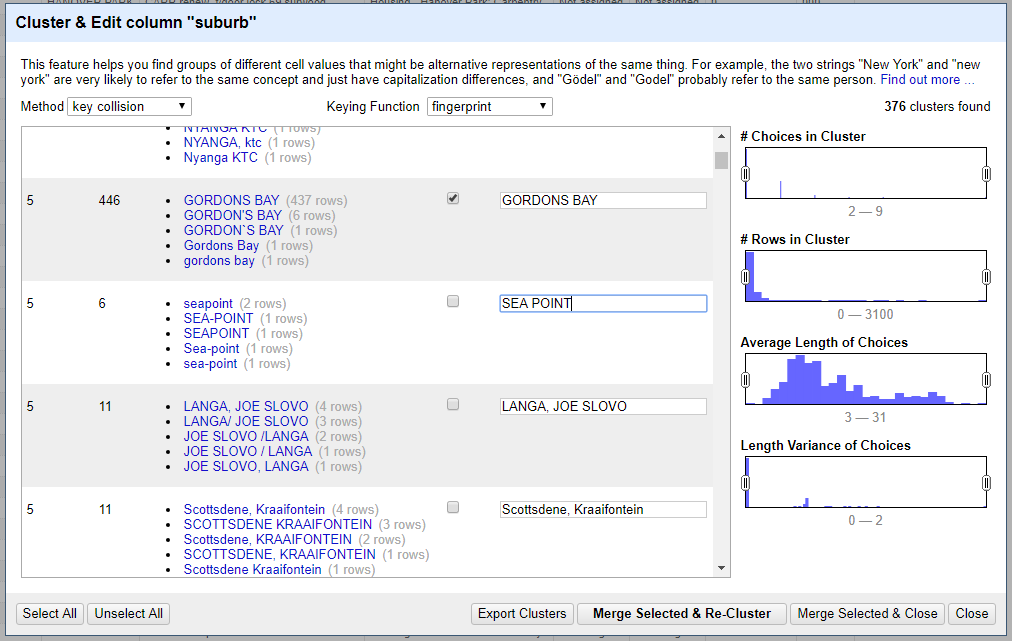 Cluster & Edit column "suburb"
This feature helps you find groups of different cell values that might be alternative representations of the same thing. For example, the two strings "New York" and "new
york" are very likely to refer to the same concept and just have capitalization differences, and "Gödel" and "Godel" probably refer to the same person. Find out more ...
Method key collision Keying Function fingerprint 376 clusters found
NYANGA KTC (1 rows)
NYANGA, ktc (1 rows)
Nyanga KTC (1 rows)
5 446 GORDONS BAY (437 rows) GORDONS BAY
GORDON'S BAY (6 rows)
GORDON`S BAY (1 rows)
Gordons Bay (1 rows)
gordons bay (1 rows)
5 6 seapoint (2 rows) SEA POINT
SEA-POINT (1 rows)
SEAPOINT (1 rows)
Sea-point (1 rows)
sea-point (1 rows)
5 11 LANGA, JOE SLOVO (4 rows) LANGA, JOE SLOVO
LANGA/ JOE SLOVO (3 rows)
JOE SLOVO /LANGA (2 rows)
JOE SLOVO / LANGA (1 rows)
JOE SLOVO, LANGA (1 rows)
5 11 Scottsdene, Kraaifontein (4 rows) Scottsdene, Kraaifontein
SCOTTSDENE KRAAIFONTEIN (3 rows)
Scottsdene, KRAAIFONTEIN (2 rows)
SCOTTSDENE, KRAAIFONTEIN (1 rows)
Scottsdene Kraaifontein (1 rows)
# Choices in Cluster
2 — 9
# Rows in Cluster
0 — 3100
Average Length of Choices
3 — 31
Length Variance of Choices
0 — 2
Select All Unselect All Export Clusters Merge Selected & Re-Cluster Merge Selected & Close Close